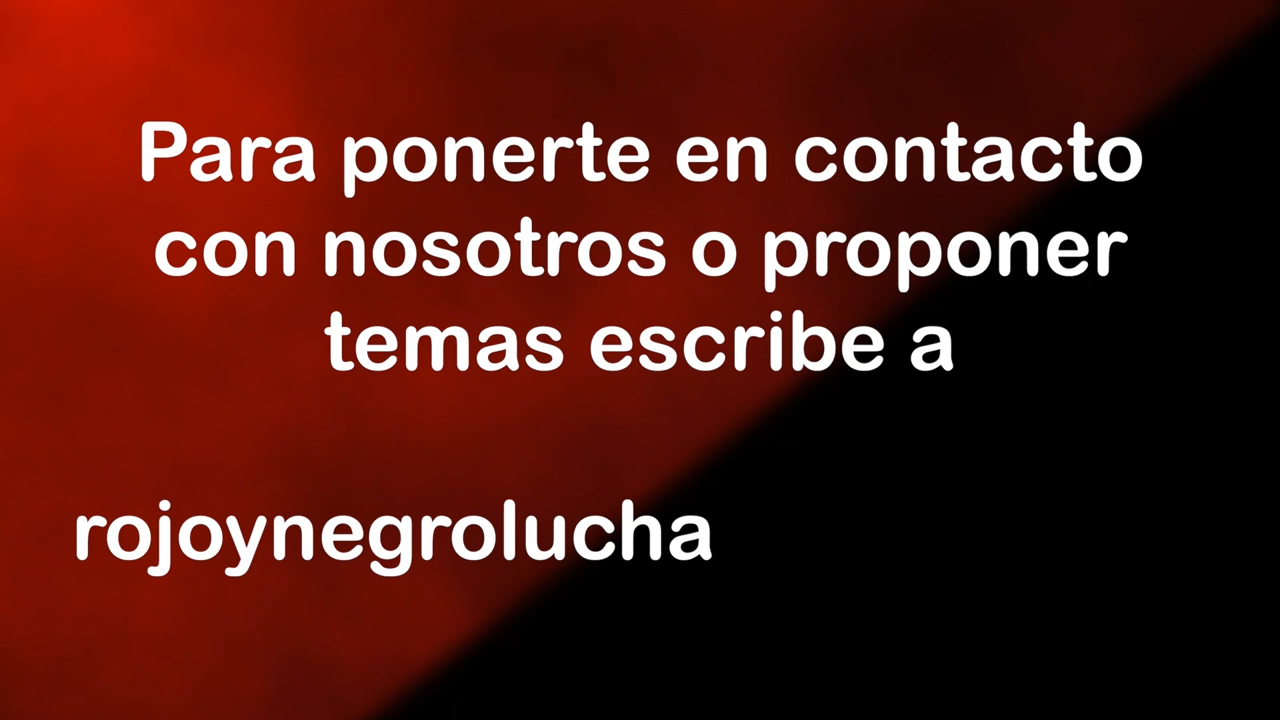 Para ponerte en contacto
con nosotros o proponer
temas escribe a
rojoynegrolucha